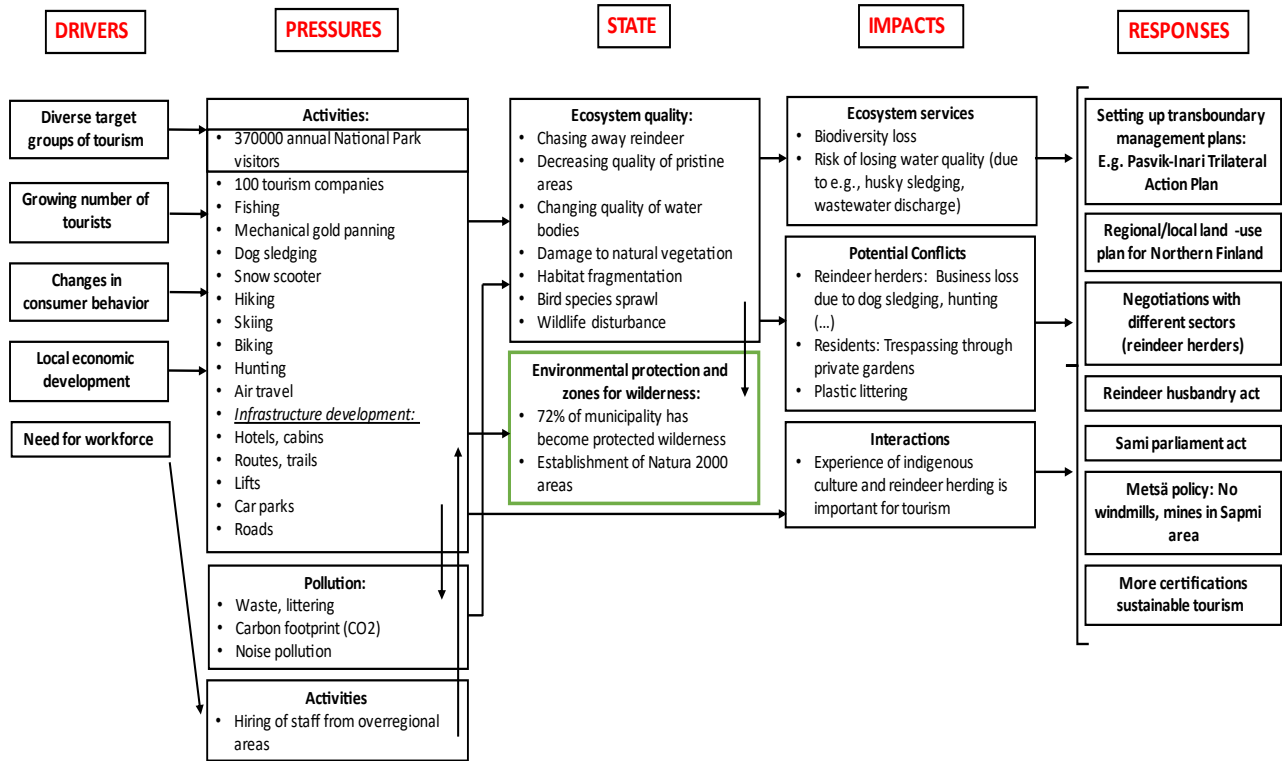 DRIVERS
PRESSURES
STATE
IMPACTS
RESPONSES
Diverse target
groups of tourism
Growing number of
tourists
Changes in
consumer behavior
Local economic
development
Need for workforce
Activities:
• 370000 annual National Park
visitors
• 100 tourism companies
• Fishing
• Mechanical gold panning
• Dog sledging
• Snow scooter
• Hiking
• Skiing
• Biking
• Hunting
• Air travel
• Infrastructure development:
• Hotels, cabins
• Routes, trails
• Lifts
• Car parks
• Roads
Pollution:
• Waste, littering
• Carbon footprint (CO2)
• Noise pollution
Activities
• Hiring of staff from overregional
areas
Ecosystem quality:
• Chasing away reindeer
• Decreasing quality of pristine
areas
• Changing quality of water
bodies
• Damage to natural vegetation
• Habitat fragmentation
• Bird species sprawl
• Wildlife disturbance
Environmental protection and
zones for wilderness:
• 72% of municipality has
become protected wilderness
• Establishment of Natura 2000
areas
Ecosystem services
• Biodiversity loss
• Risk of losing water quality (due
to e.g., husky sledging,
wastewater discharge)
Potential Conflicts
• Reindeer herders: Business loss
due to dog sledging, hunting
(...)
• Residents: Trespassing through
private gardens
• Plastic littering
Interactions
• Experience of indigenous
culture and reindeer herding is
important for tourism
Setting up transboundary
management plans:
E.g. Pasvik-Inari Trilateral
Action Plan
Regional/local land -use
plan for Northern Finland
Negotiations with
different sectors
(reindeer herders)
Reindeer husbandry act
Sami parliament act
Metsä policy: No
windmills, mines in Sapmi
area
More certifications
sustainable tourism